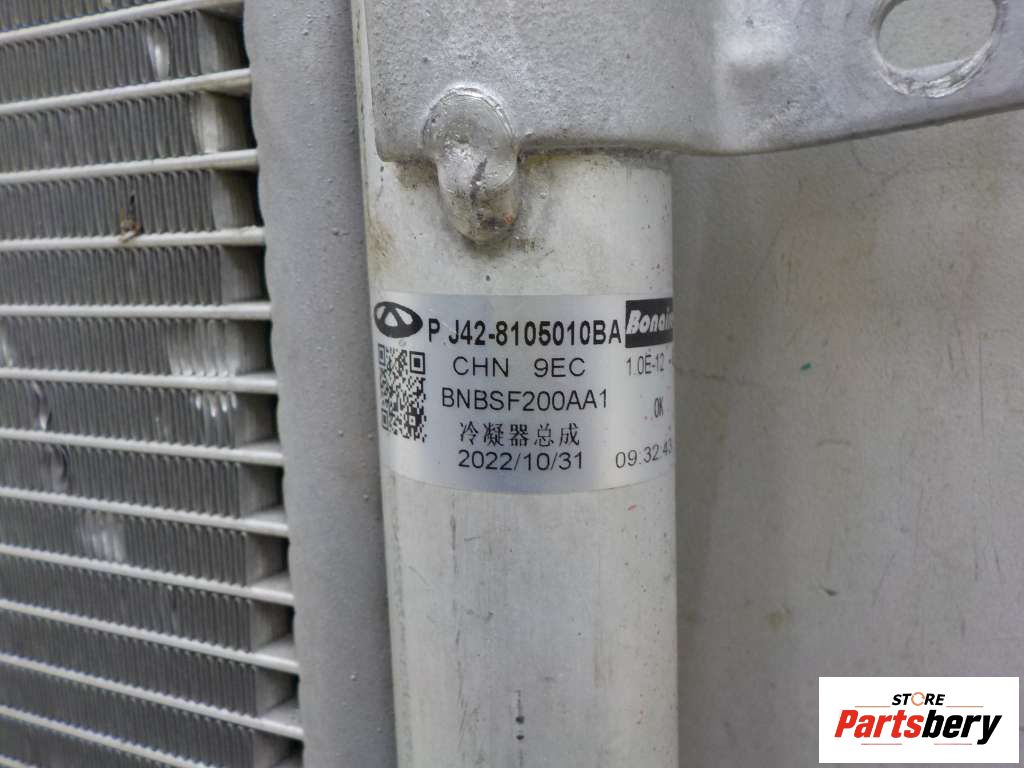 P J42-8105010BA
CHN 9EC
BNBSF200AA1
冷凝器总成
2022/10/31
1.0E-12
OK
09:32:43
STORE
Partsbery